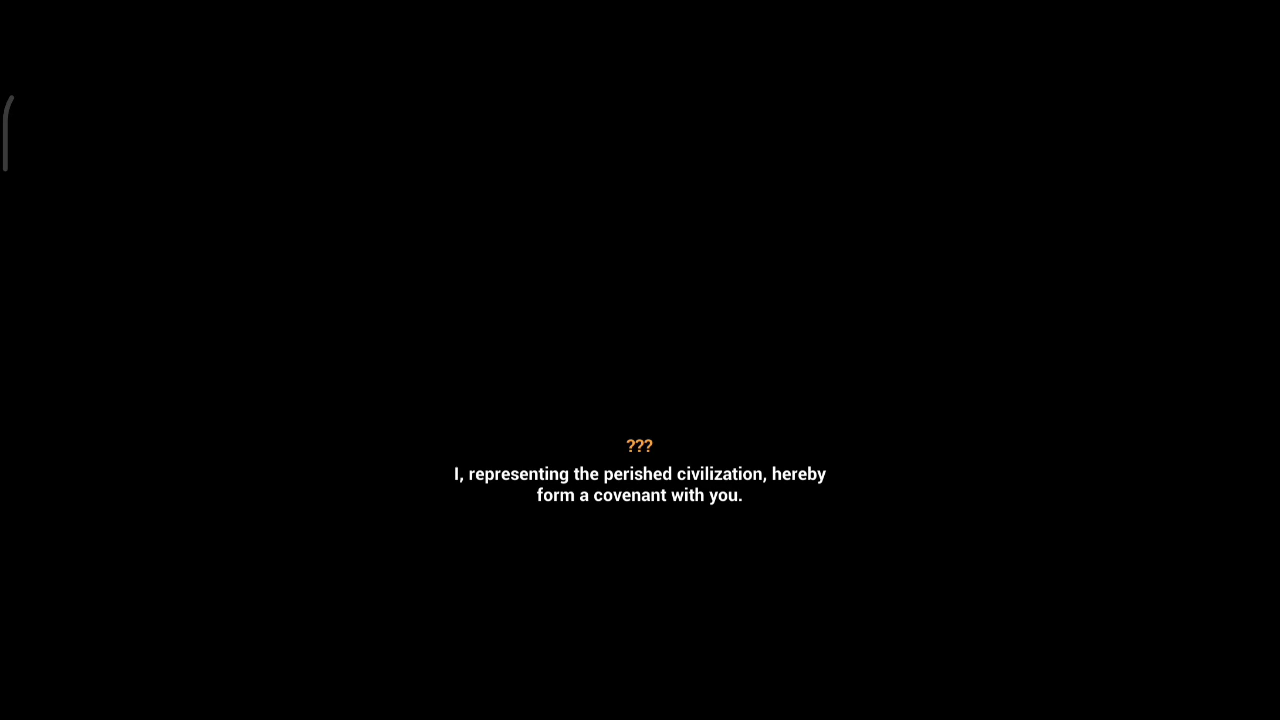 ???
I, representing the perished civilization, hereby
form a covenant with you.